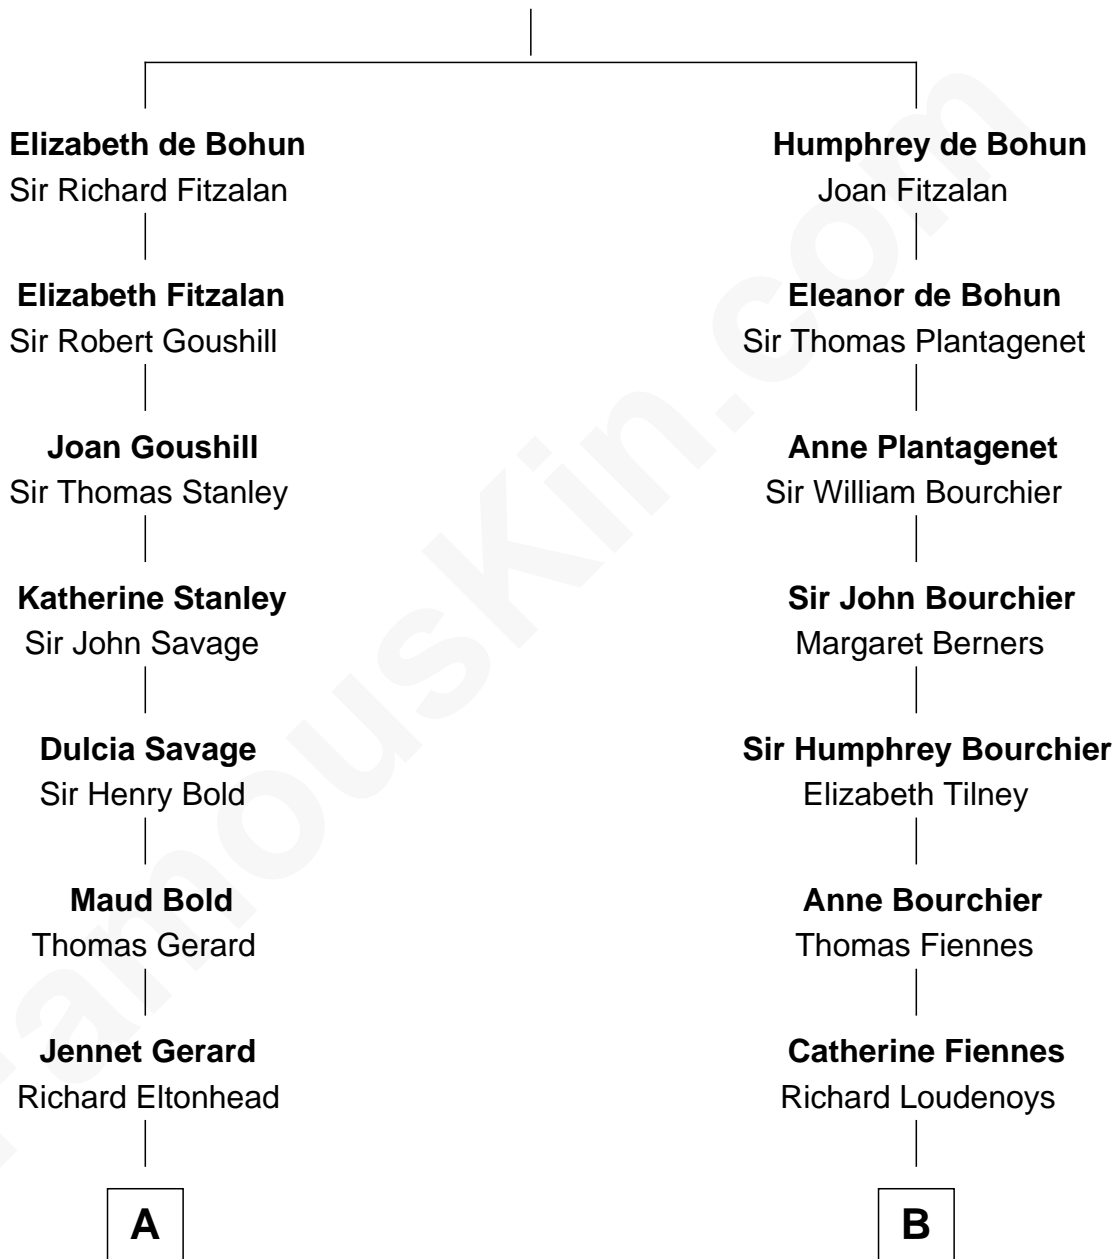 Elizabeth de Bohun
Sir Richard Fitzalan
Elizabeth Fitzalan
Sir Robert Goushill
Joan Goushill
Sir Thomas Stanley
Katherine Stanley
Sir John Savage
Dulcia Savage
Sir Henry Bold
Maud Bold
Thomas Gerard
Jennet Gerard
Richard Eltonhead
A
Humphrey de Bohun
Joan Fitzalan
Eleanor de Bohun
Sir Thomas Plantagenet
Anne Plantagenet
Sir William Bourchier
Sir John Bourchier
Margaret Berners
Sir Humphrey Bourchier
Elizabeth Tilney
Anne Bourchier
Thomas Fiennes
Catherine Fiennes
Richard Loudenoys
B
FamousKin.com